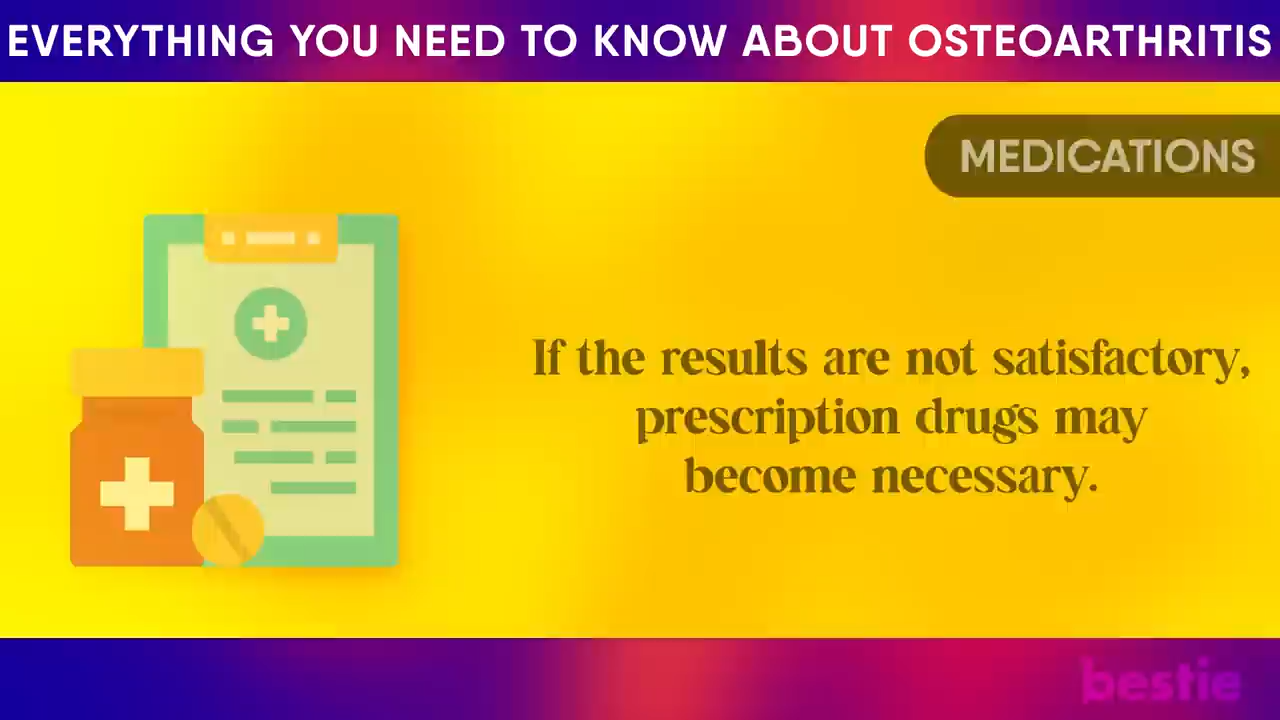 EVERYTHING YOU NEED TO KNOW ABOUT OSTEOARTHRITIS
MEDICATIONS
If the results are not satisfactory,
prescription drugs may
become necessary.
bestie